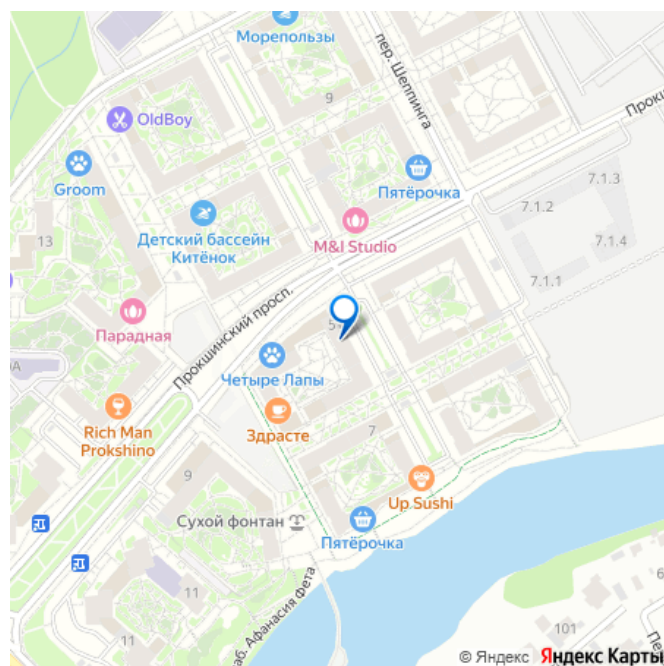 Морепользы
пер. Шеппинга
9
OldBoy
Groom
Пятёрочка
7.1.3
7.1.2
7.1.4
7.1.1
Детский бассейн
Китёнок
M&I Studio
13
Прокшинский просп.
Парадная
5
Четыре Лапы
Здрасте
Rich Man
Prokshino
7
9
Up Sushi
Сухой фонтан
Пятёрочка
наб. Афанасия Фета
11
11
101
6
© Яндекс Яндекс Карты